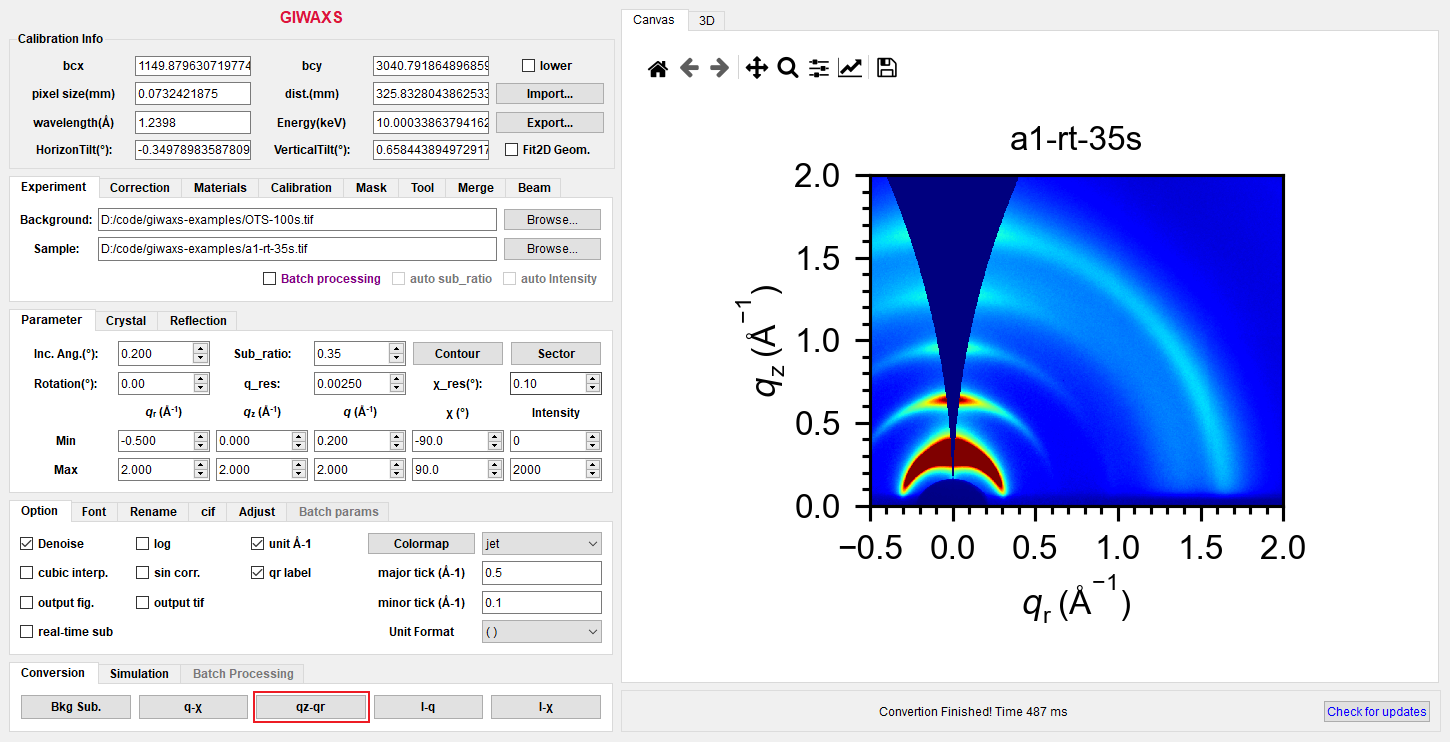 GIWAXS
Calibration Info
bcx 1149.879630719774 bcy 3040.791864896859 lower
pixel size(mm) 0.0732421875 dist.(mm) 325.8328043862533 Import...
wavelength(Å) 1.2398 Energy(keV) 10.00033863794162 Export...
HorizonTilt(°): -0.34978983587809 VerticalTilt(°): 0.658443894972917 Fit2D Geom.
Experiment Correction Materials Calibration Mask Tool Merge Beam
Background: D:/code/giwaxs-examples/OTS-100s.tif Browse...
Sample: D:/code/giwaxs-examples/a1-rt-35s.tif Browse...
Batch processing auto sub_ratio auto Intensity
Parameter Crystal Reflection
Inc. Ang.(°): 0.200 Sub_ratio: 0.35 Contour Sector
Rotation(°): 0.00 q_res: 0.00250 χ_res(°): 0.10
qr (Å-1) qz (Å-1) q (Å-1) χ (°) Intensity
Min -0.500 0.000 0.200 -90.0 0
Max 2.000 2.000 2.000 90.0 2000
Option Font Rename cif Adjust Batch params
Denoise log unit Å-1 Colormap jet
cubic interp. sin corr. qr label major tick (Å-1) 0.5
output fig. output tif minor tick (Å-1) 0.1
real-time sub Unit Format ( )
Conversion Simulation Batch Processing
Bkg Sub. q-χ qz-qr I-q I-χ
Canvas 3D
a1-rt-35s
2.0
1.5
1.0
0.5
0.0
qz (Å−1)
−0.5 0.0 0.5 1.0 1.5 2.0
qr (Å−1)
Convertion Finished! Time 487 ms Check for updates